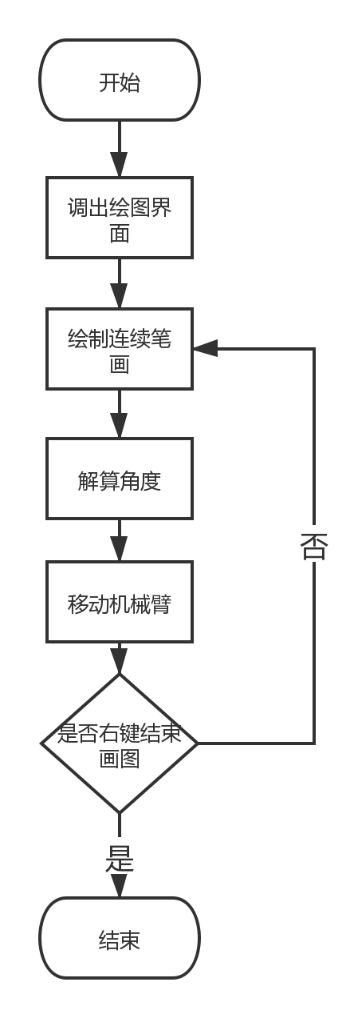 开始
调出绘图界
面
绘制连续笔
画
解算角度
否
移动机械臂
是否右键结束
画图
是
结束